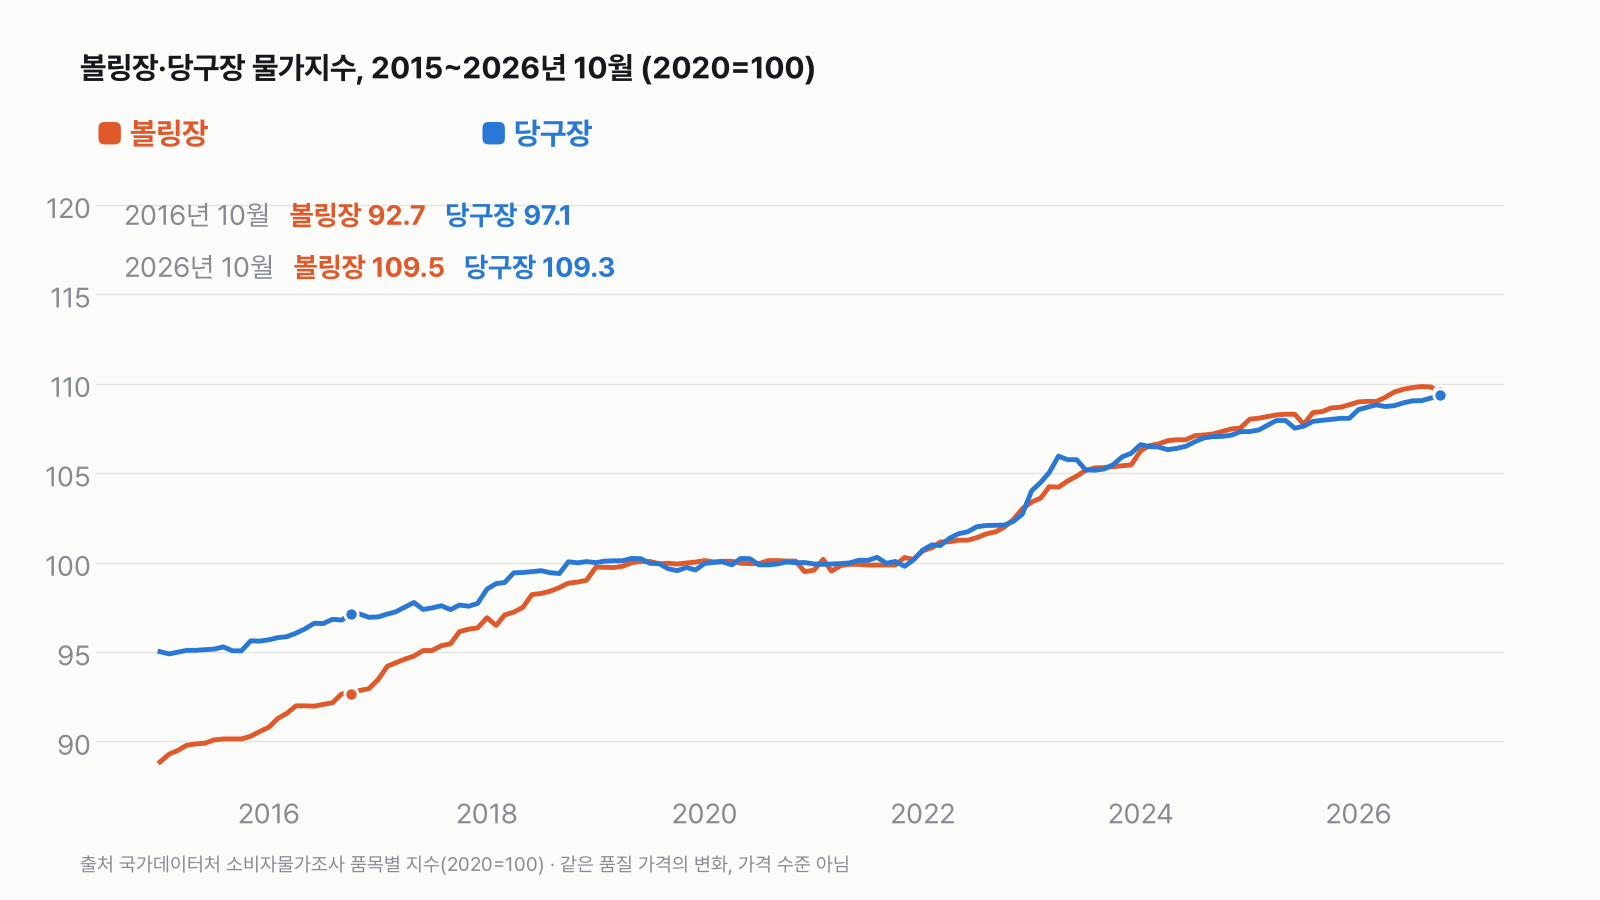 볼링장·당구장 물가지수, 2015~2026년 10월 (2020=100)
볼링장 당구장
120
2016년 10월 볼링장 92.7 당구장 97.1
2026년 10월 볼링장 109.5 당구장 109.3
115
110
105
100
95
90
2016 2018 2020 2022 2024 2026
출처 국가데이터처 소비자물가조사 품목별 지수(2020=100) · 같은 품질 가격의 변화, 가격 수준 아님